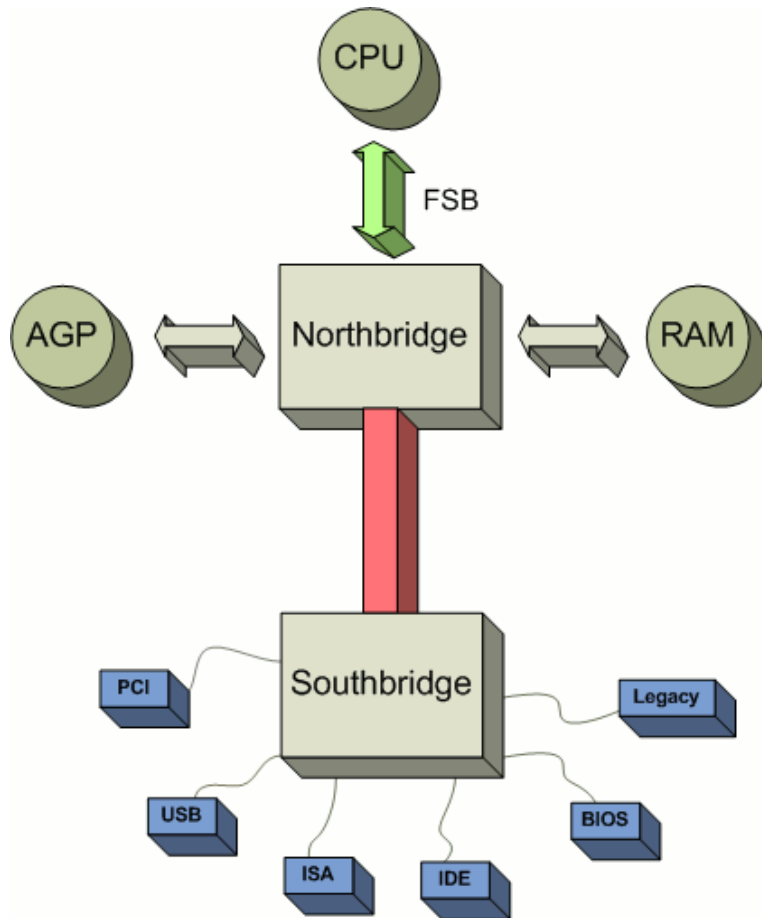 CPU
FSB
AGP
Northbridge
RAM
Southbridge
PCI
Legacy
USB
BIOS
ISA
IDE